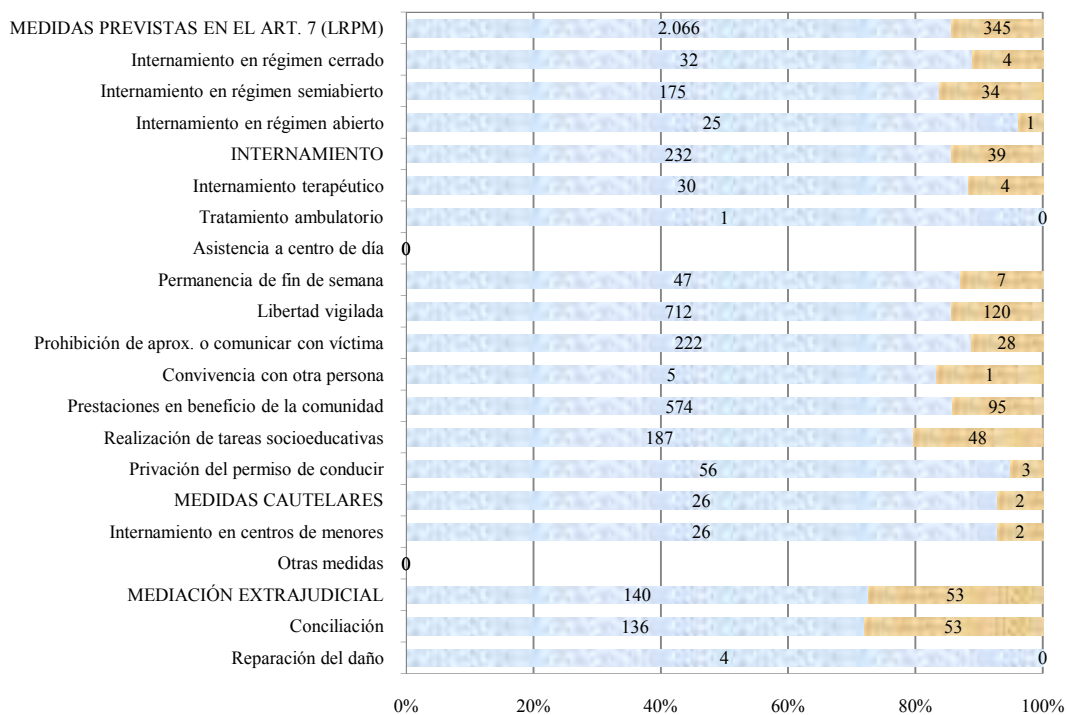 MEDIDAS PREVISTAS EN EL ART. 7 (LRPM) 2.066 345
Internamiento en régimen cerrado 32 4
Internamiento en régimen semiabierto 175 34
Internamiento en régimen abierto 25 1
INTERNAMIENTO 232 39
Internamiento terapéutico 30 4
Tratamiento ambulatorio 1 0
Asistencia a centro de día 0
Permanencia de fin de semana 47 7
Libertad vigilada 712 120
Prohibición de aprox. o comunicar con víctima 222 28
Convivencia con otra persona 5 1
Prestaciones en beneficio de la comunidad 574 95
Realización de tareas socioeducativas 187 48
Privación del permiso de conducir 56 3
MEDIDAS CAUTELARES 26 2
Internamiento en centros de menores 26 2
Otras medidas 0
MEDIACIÓN EXTRAJUDICIAL 140 53
Conciliación 136 53
Reparación del daño 4 0
0% 20% 40% 60% 80% 100%